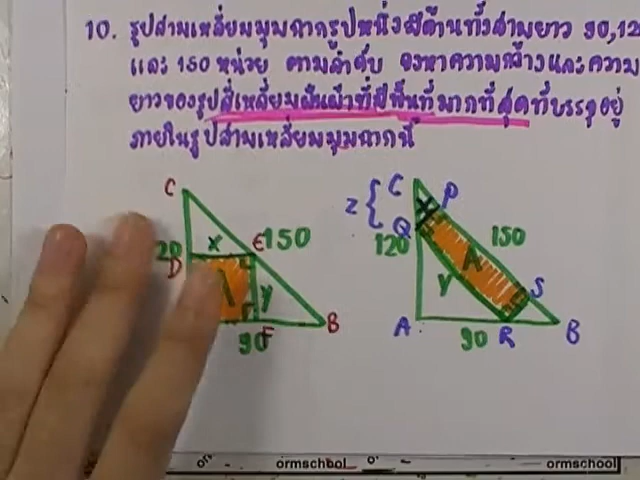 10. รูปสามเหลี่ยมมุมฉากรูปหนึ่งมีด้านทั้งสามยาว 90,12
และ 150 หน่วย ตามลำดับ จงหาความกว้างและความ
ยาวของรูปสี่เหลี่ยมผืนผ้าที่มีพื้นที่มากที่สุดที่บรรจุอยู่
ภายในรูปสามเหลี่ยมมุมฉากนี้
C
x E 150
20
D
A y
90 F B
C P
z { x
Q 150
120
A
y S
A R B
90
ormschool ormschool